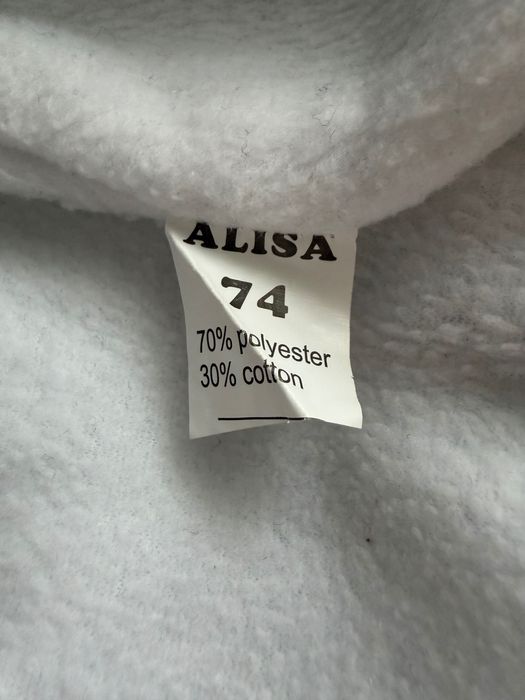 ALISA
74
70% polyester
30% cotton